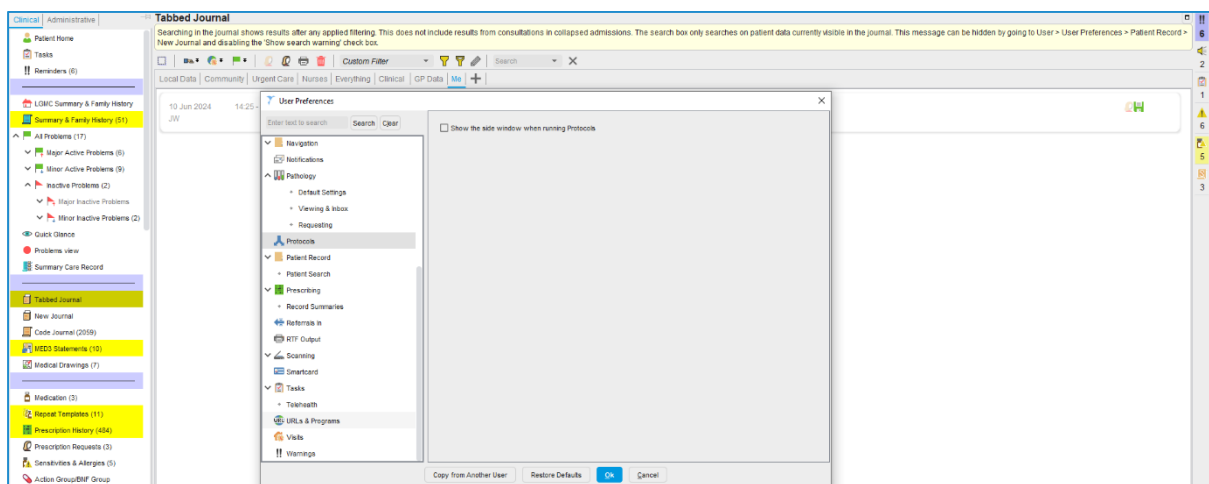 Clinical Administrative
Patient Home
Tasks
Reminders (6)
LGMC Summary & Family History
Summary & Family History (51)
All Problems (17)
Major Active Problems (6)
Minor Active Problems (9)
Inactive Problems (2)
Major Inactive Problems
Minor Inactive Problems (2)
Quick Glance
Problems view
Summary Care Record
Tabbed Journal
New Journal
Code Journal (2059)
MED3 Statements (10)
Medical Drawings (7)
Medication (3)
Repeat Templates (11)
Prescription History (484)
Prescription Requests (3)
Sensitivities & Allergies (5)
Action Group/BNF Group
Tabbed Journal
Searching in the journal shows results after any applied filtering. This does not include results from consultations in collapsed admissions. The search box only searches on patient data currently visible in the journal. This message can be hidden by going to User > User Preferences > Patient Record >
New Journal and disabling the 'Show search warning' check box.
Custom Filter Search
Local Data Community Urgent Care Nurses Everything Clinical GP Data Me
10 Jun 2024 14:25 -
JW
User Preferences
Enter text to search Search Clear
Navigation
Notifications
Pathology
Default Settings
Viewing & Inbox
Requesting
Protocols
Patient Record
Patient Search
Prescribing
Record Summaries
Referrals In
RTF Output
Scanning
Smartcard
Tasks
Telehealth
URLs & Programs
Visits
Warnings
Show the side window when running Protocols
Copy from Another User Restore Defaults Ok Cancel
6
2
1
6
5
3